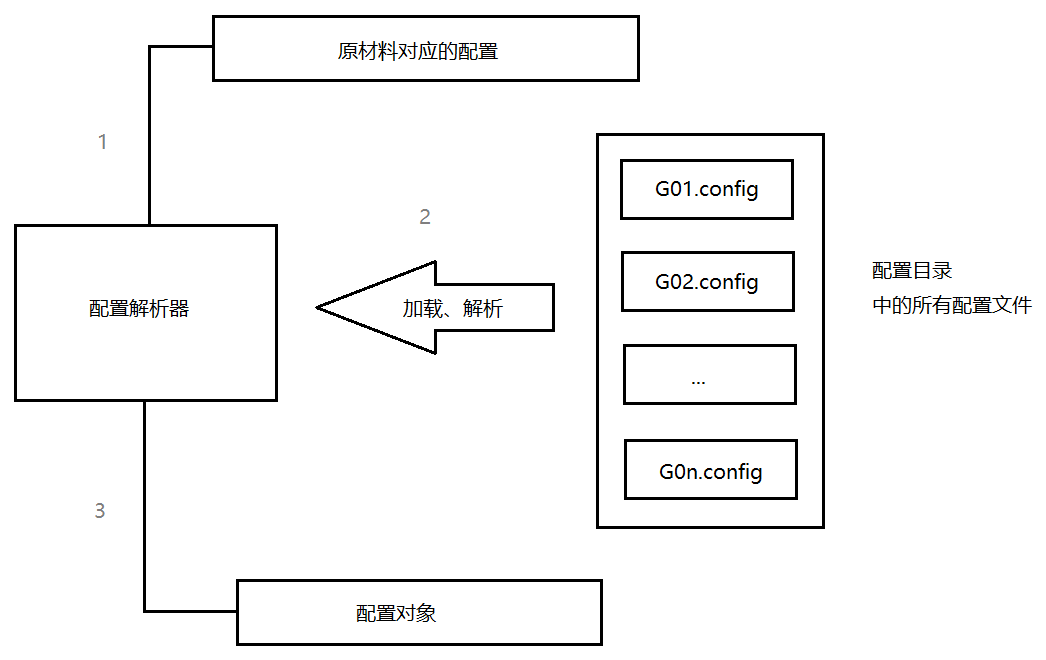 原材料对应的配置
1
G01.config
2
配置目录
G02.config
中的所有配置文件
配置解析器
加载、解析
...
G0n.config
3
配置对象